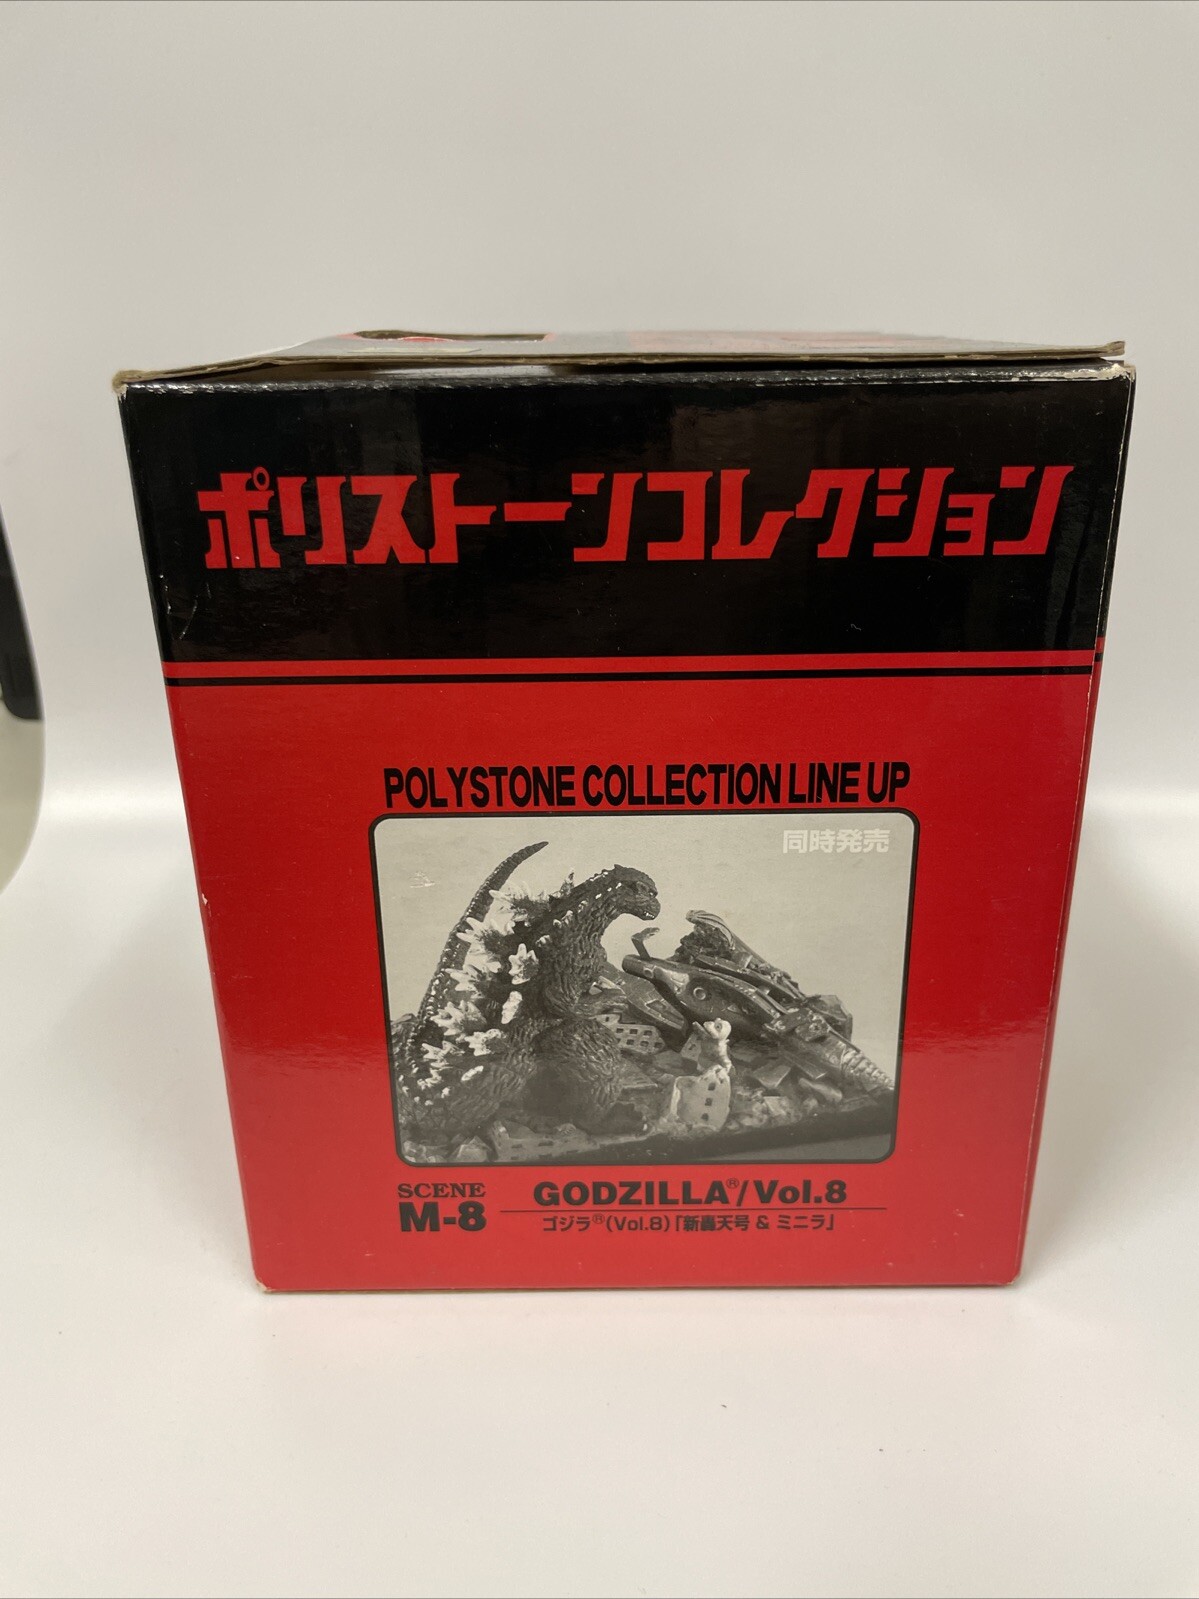 ポリストーンコレクション
POLYSTONE COLLECTION LINE UP
同時発売
SCENE
M-8
GODZILLA®/Vol.8
ゴジラ®(Vol.8)「新轟天号 & ミニラ」